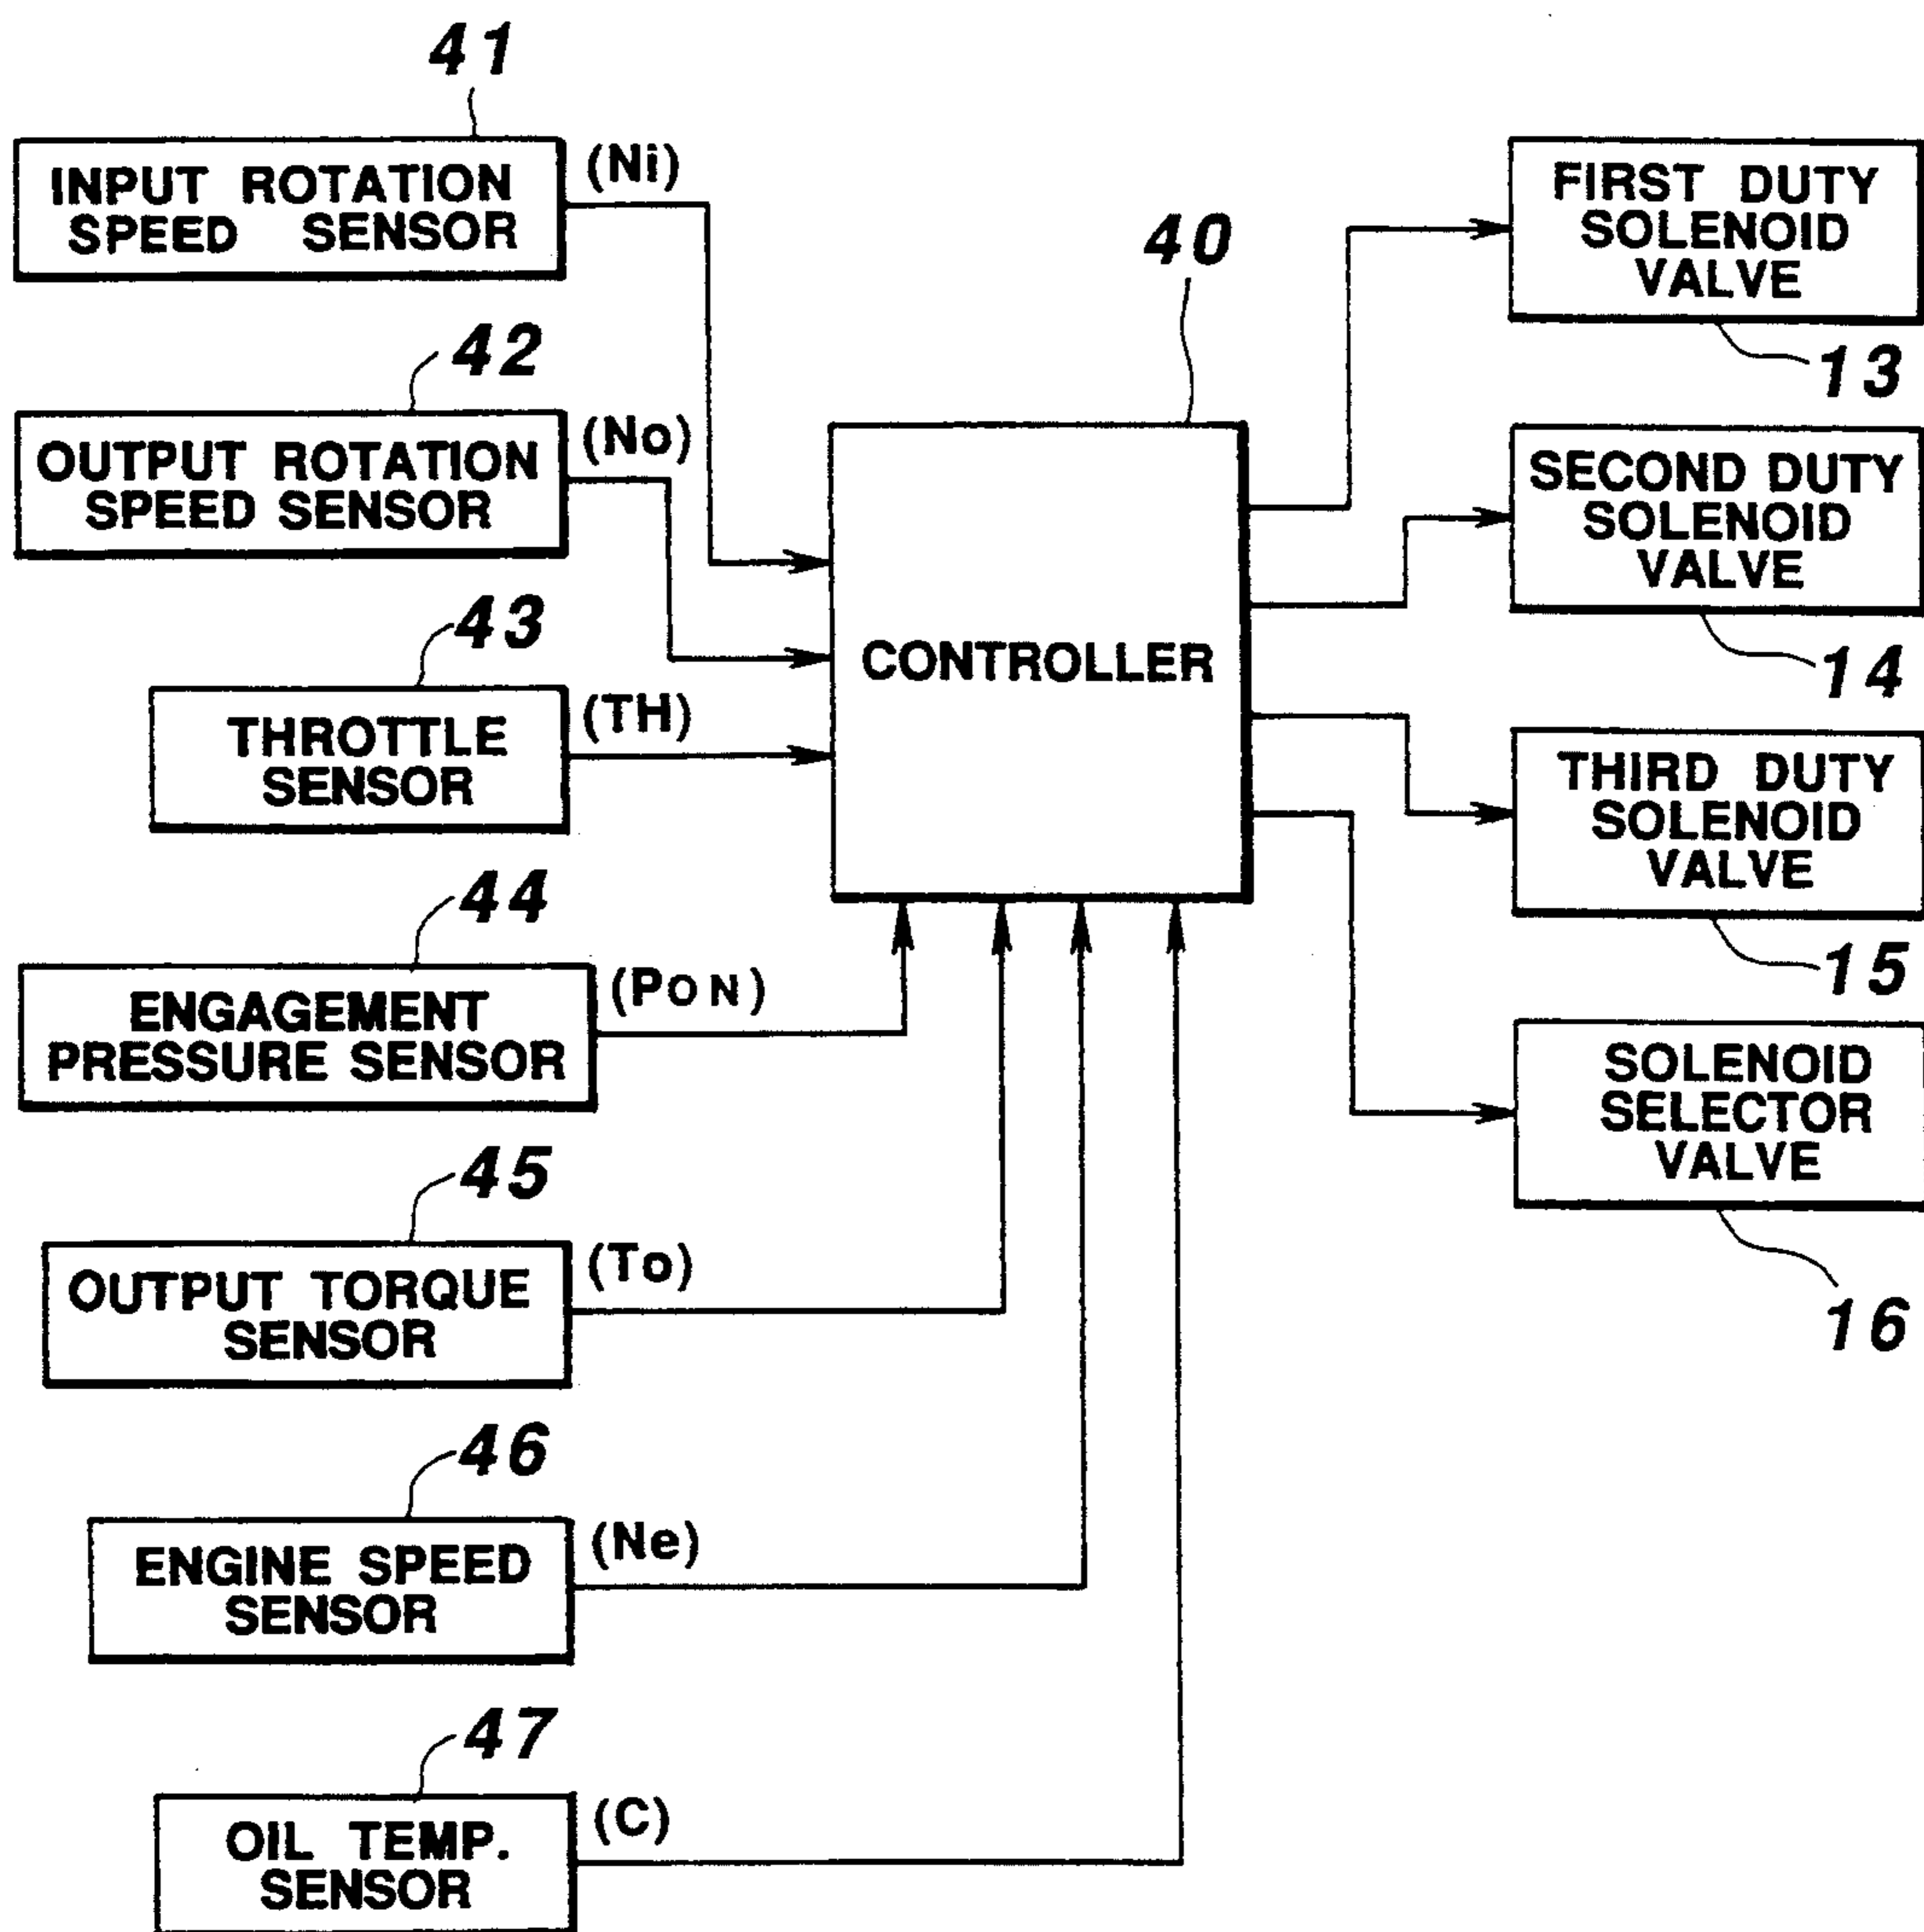 41
INPUT ROTATION
SPEED SENSOR
(Ni)
42
OUTPUT ROTATION
SPEED SENSOR
(No)
43
THROTTLE
SENSOR
(TH)
44
ENGAGEMENT
PRESSURE SENSOR
(PON)
45
OUTPUT TORQUE
SENSOR
(To)
46
ENGINE SPEED
SENSOR
(Ne)
47
OIL TEMP.
SENSOR
(C)
40
CONTROLLER
FIRST DUTY
SOLENOID
VALVE
13
SECOND DUTY
SOLENOID
VALVE
14
THIRD DUTY
SOLENOID
VALVE
15
SOLENOID
SELECTOR
VALVE
16